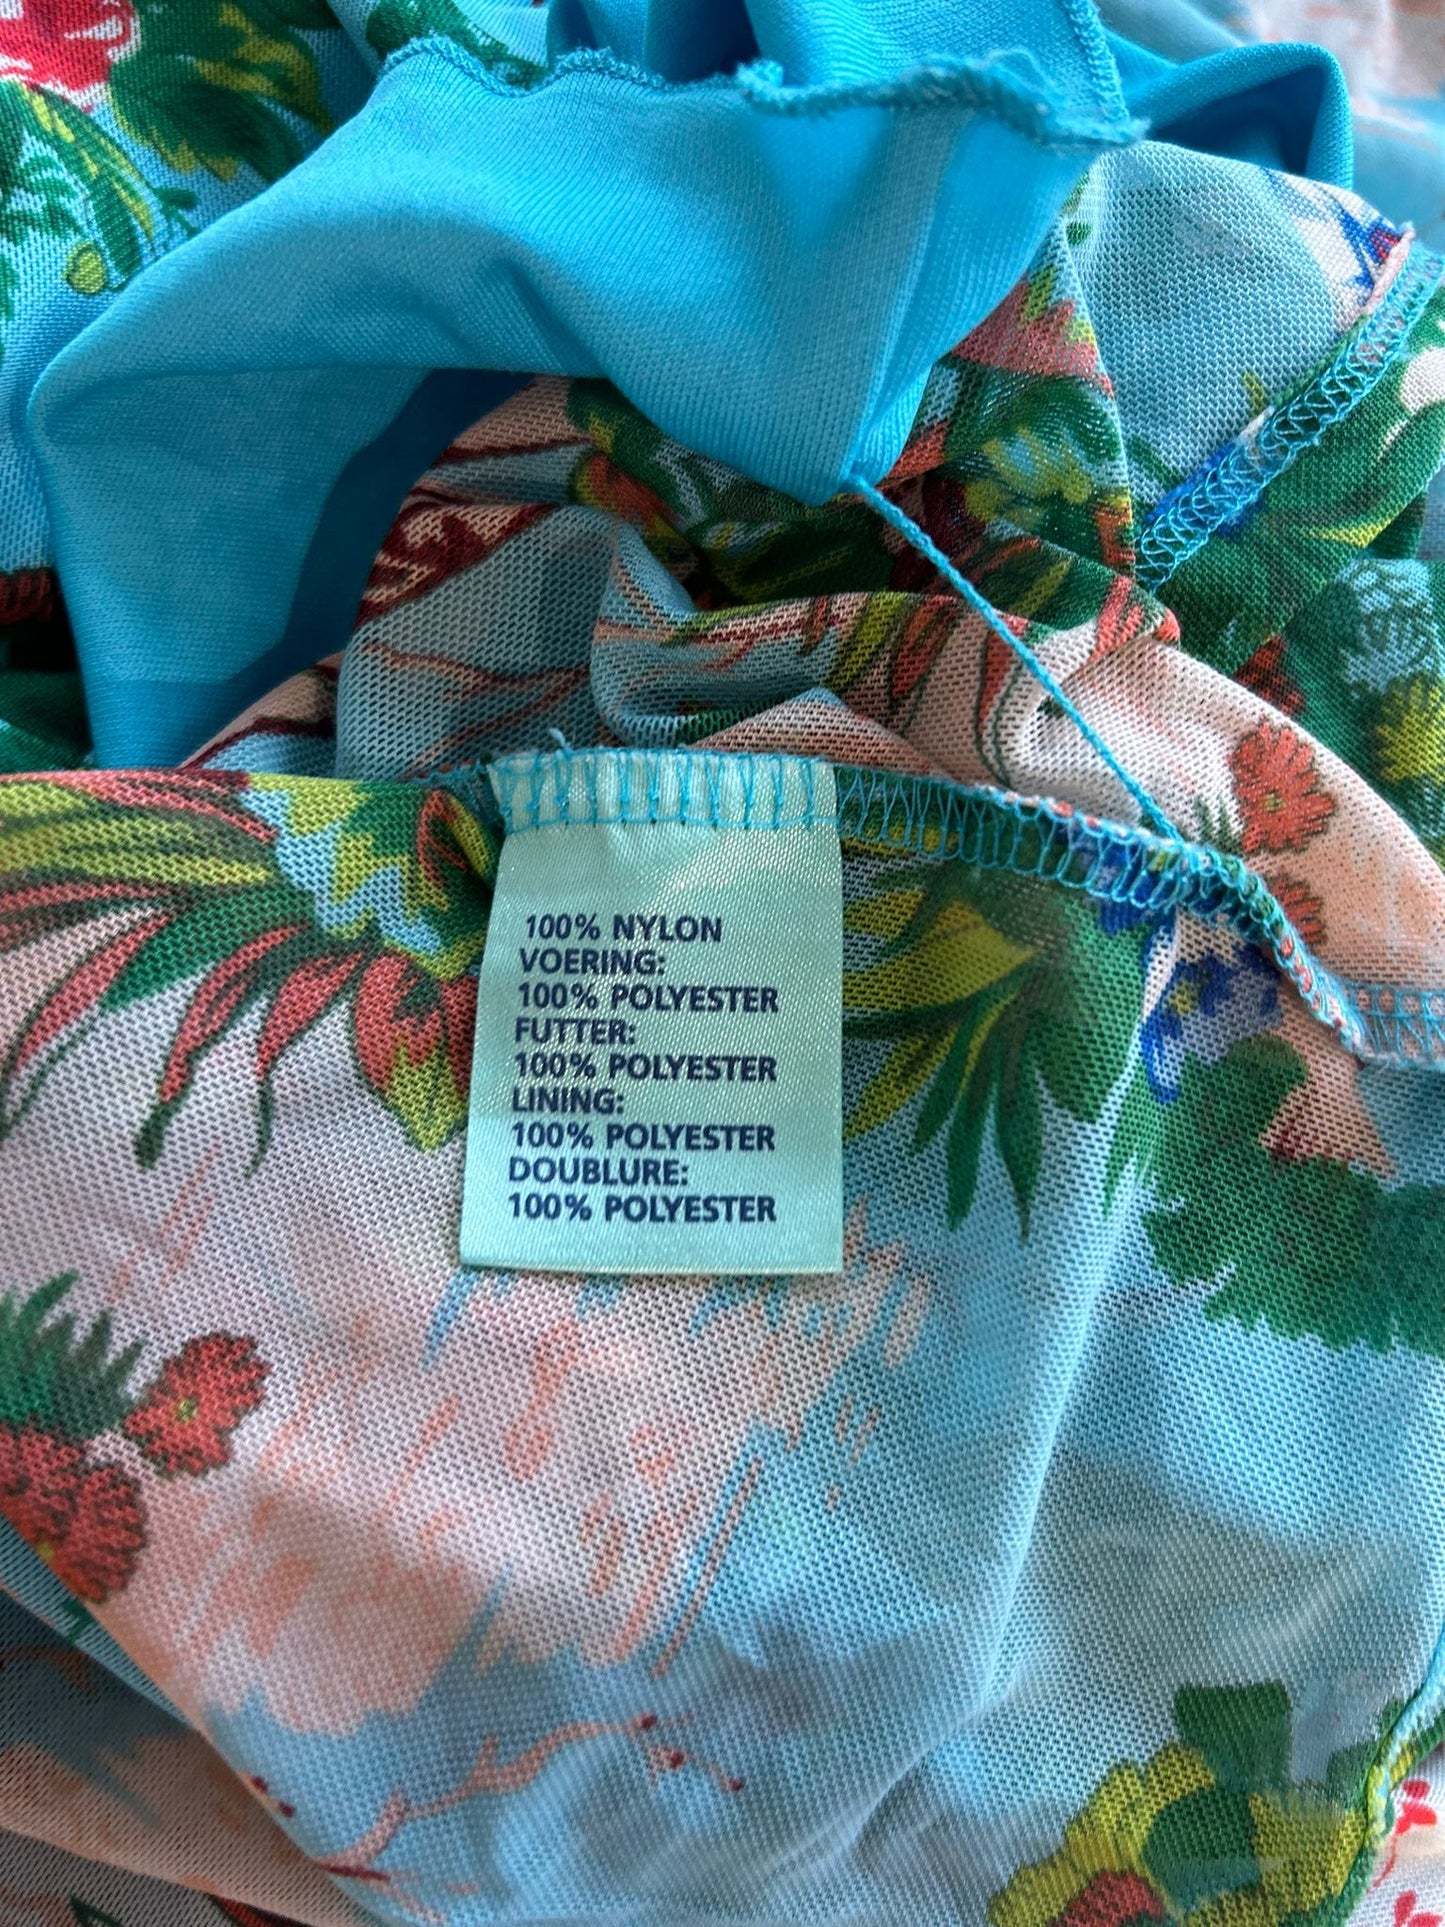 100% NYLON
VOERING:
100% POLYESTER
FUTTER:
100% POLYESTER
LINING:
100% POLYESTER
DOUBLURE:
100% POLYESTER